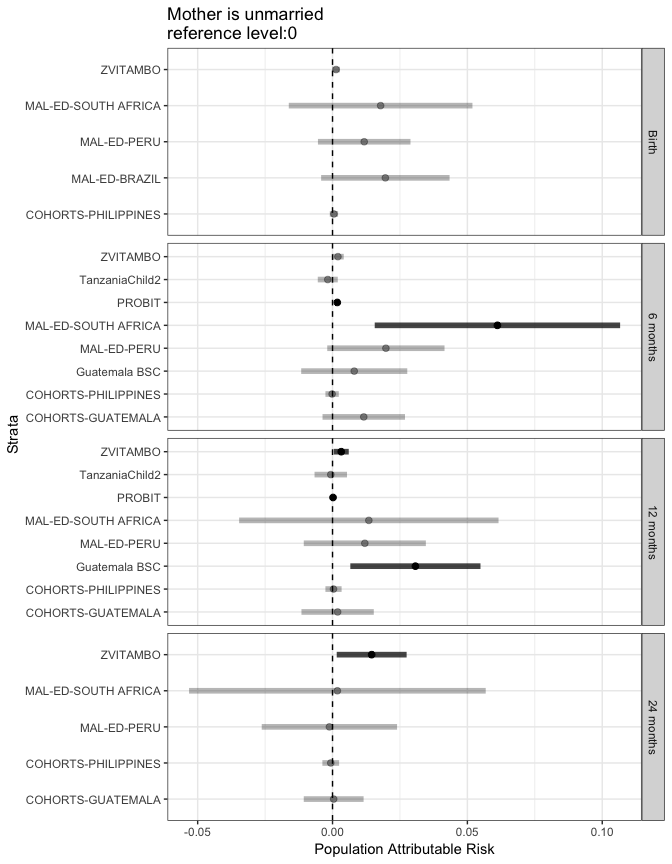 Mother is unmarried
reference level:0
Strata
ZVITAMBO
MAL-ED-SOUTH AFRICA
MAL-ED-PERU
MAL-ED-BRAZIL
COHORTS-PHILIPPINES
Birth
ZVITAMBO
TanzaniaChild2
PROBIT
MAL-ED-SOUTH AFRICA
MAL-ED-PERU
Guatemala BSC
COHORTS-PHILIPPINES
COHORTS-GUATEMALA
6 months
ZVITAMBO
TanzaniaChild2
PROBIT
MAL-ED-SOUTH AFRICA
MAL-ED-PERU
Guatemala BSC
COHORTS-PHILIPPINES
COHORTS-GUATEMALA
12 months
ZVITAMBO
MAL-ED-SOUTH AFRICA
MAL-ED-PERU
COHORTS-PHILIPPINES
COHORTS-GUATEMALA
24 months
-0.05 0.00 0.05 0.10
Population Attributable Risk